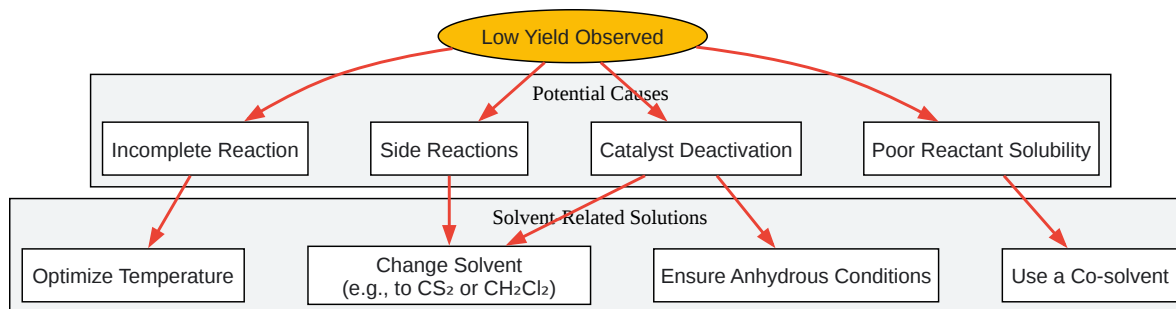 Low Yield Observed
Potential Causes
Incomplete Reaction
Side Reactions
Catalyst Deactivation
Poor Reactant Solubility
Solvent-Related Solutions
Optimize Temperature
Change Solvent
(e.g., to CS₂ or CH₂Cl₂)
Ensure Anhydrous Conditions
Use a Co-solvent